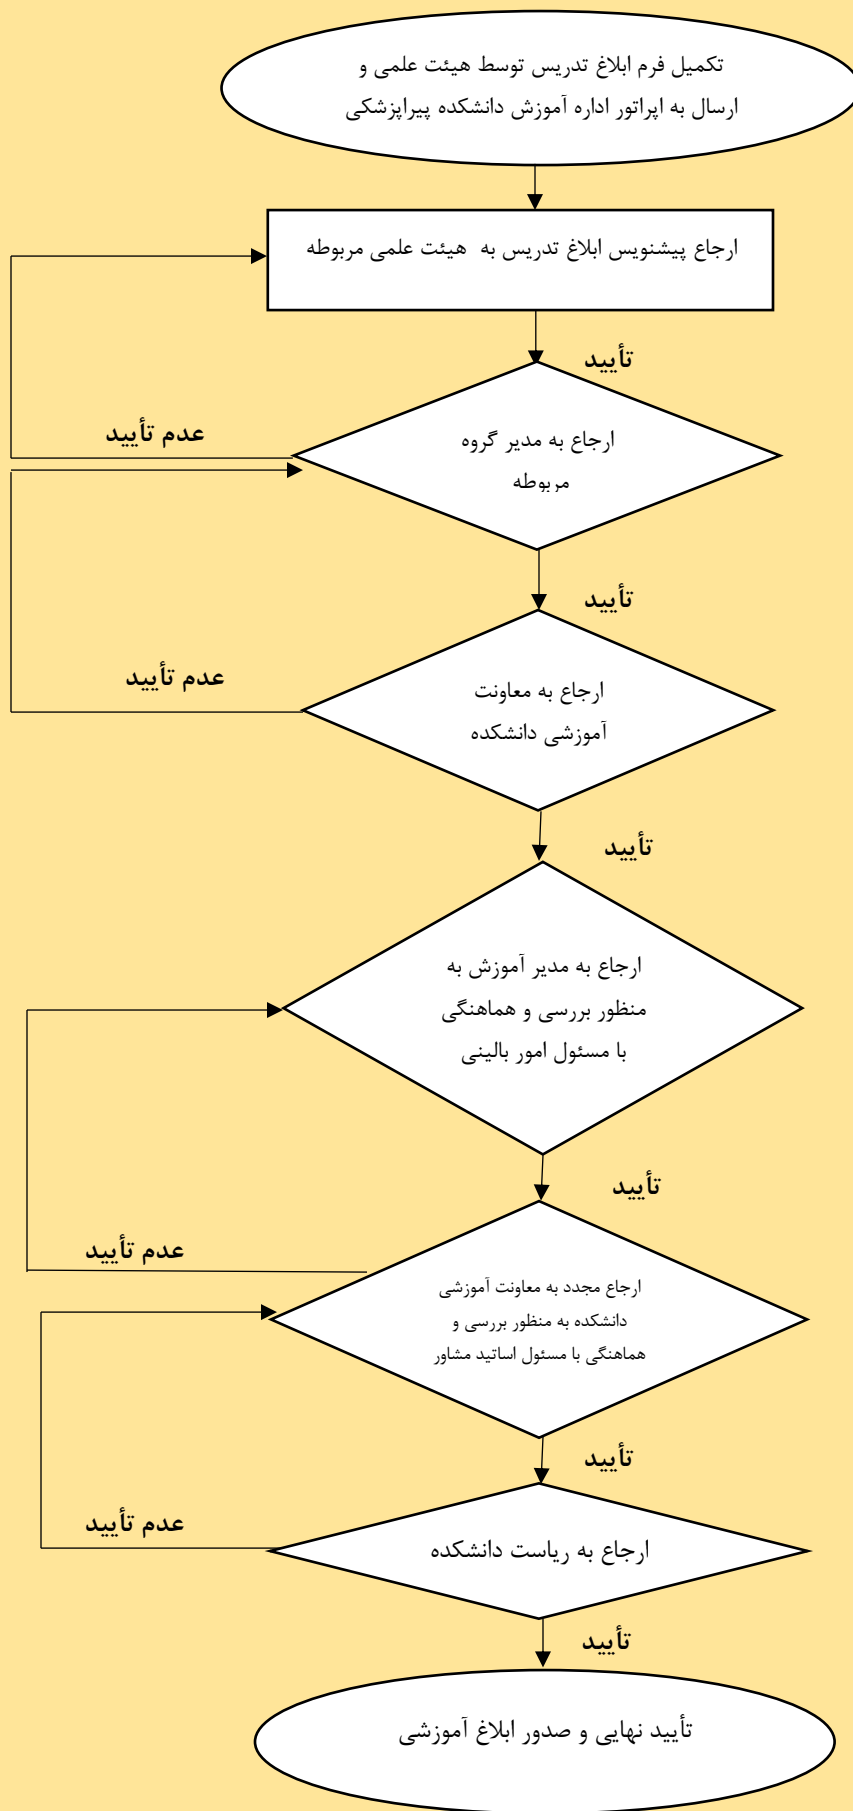 تکمیل فرم ابلاغ تدریس توسط هیئت علمی و
ارسال به اپراتور اداره آموزش دانشکده پیراپزشکی
ارجاع پیشنویس ابلاغ تدریس به هیئت علمی مربوطه
تأیید
عدم تأیید
ارجاع به مدیر گروه
مربوطه
تأیید
عدم تأیید
ارجاع به معاونت
آموزشی دانشکده
تأیید
ارجاع به مدیر آموزش به
منظور بررسی و هماهنگی
با مسئول امور بالینی
تأیید
عدم تأیید
ارجاع مجدد به معاونت آموزشی
دانشکده به منظور بررسی و
هماهنگی با مسئول اساتید مشاور
تأیید
عدم تأیید
ارجاع به ریاست دانشکده
تأیید
تأیید نهایی و صدور ابلاغ آموزشی